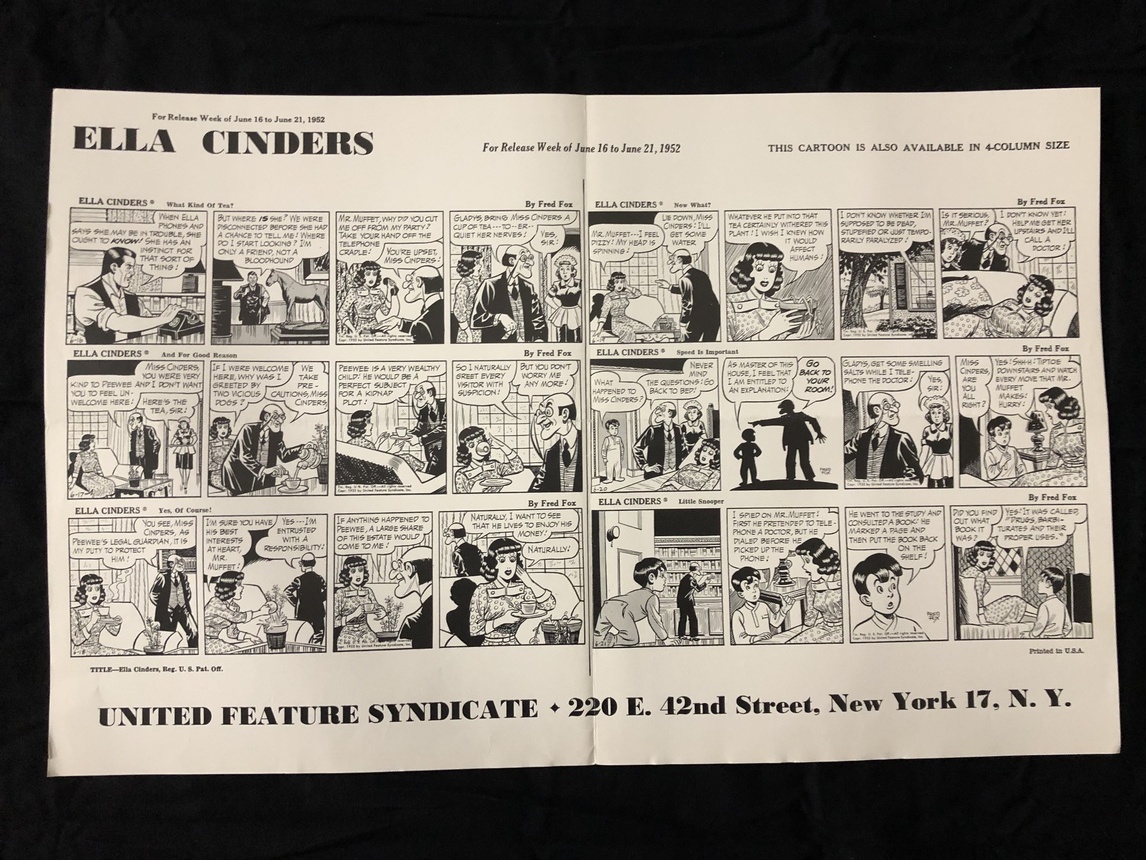 For Release Week of June 16 to June 21, 1952
ELLA CINDERS
For Release Week of June 16 to June 21, 1952
THIS CARTOON IS ALSO AVAILABLE IN 4-COLUMN SIZE
ELLA CINDERS® What Kind Of Tea? By Fred Fox
WHEN ELLA
PHONES AND
SAYS SHE MAY BE IN TROUBLE, SHE
OUGHT TO KNOW! SHE HAS AN
INSTINCT FOR
THAT SORT OF
THING!
BUT WHERE IS SHE? WE WERE
DISCONNECTED BEFORE SHE HAD
A CHANCE TO TELL ME! WHERE
DO I START LOOKING? I'M
ONLY A FRIEND, NOT A
BLOODHOUND
MR. MUFFET, WHY DID YOU CUT
ME OFF FROM MY PARTY?
TAKE YOUR HAND OFF THE
TELEPHONE
CRADLE!
YOU'RE UPSET,
MISS CINDERS!
GLADYS, BRING MISS CINDERS A
CUP OF TEA---TO--ER--
QUIET HER NERVES!
YES,
SIR!
ELLA CINDERS® And For Good Reason By Fred Fox
MISS CINDERS,
YOU WERE VERY
KIND TO PEEWEE AND I DON'T WANT
YOU TO FEEL UN-
WELCOME HERE!
HERE'S THE
TEA, SIR!
6-17
IF I WERE WELCOME
HERE, WHY WAS I
GREETED BY
TWO VICIOUS
DOGS?
WE
TAKE
PRE-
CAUTIONS, MISS
CINDERS
PEEWEE IS A VERY WEALTHY
CHILD! HE WOULD BE A
PERFECT SUBJECT
FOR A KIDNAP
PLOT!
SO I NATURALLY
GREET EVERY
VISITOR WITH
SUSPICION!
BUT YOU DON'T
WORRY ME
ANY MORE!
ELLA CINDERS® Yes, Of Course! By Fred Fox
YOU SEE, MISS
CINDERS, AS
PEEWEE'S LEGAL GUARDIAN, IT IS
MY DUTY TO PROTECT
HIM!
I'M SURE YOU HAVE
HIS BEST
INTERESTS
AT HEART,
MR.
MUFFET!
YES---I'M
ENTRUSTED
WITH A
RESPONSIBILITY!
IF ANYTHING HAPPENED TO
PEEWEE, A LARGE SHARE
OF THIS ESTATE WOULD
COME TO ME!
NATURALLY, I WANT TO SEE
THAT HE LIVES TO ENJOY HIS
MONEY!
NATURALLY!
ELLA CINDERS® Now What? By Fred Fox
MR. MUFFET---I FEEL
DIZZY! MY HEAD IS
SPINNING!
LIE DOWN, MISS
CINDERS! I'LL
GET SOME
WATER
WHATEVER HE PUT INTO THAT
TEA CERTAINLY WITHERED THIS
PLANT! I WISH I KNEW HOW
IT WOULD
AFFECT
HUMANS!
I DON'T KNOW WHETHER I'M
SUPPOSED TO BE DEAD,
STUPEFIED OR JUST TEMPO-
RARILY PARALYZED!
IS IT SERIOUS,
MR. MUFFET?
I DON'T KNOW YET!
HELP ME GET HER
UPSTAIRS AND I'LL
CALL A
DOCTOR!
ELLA CINDERS® Speed Is Important By Fred Fox
WHAT
HAPPENED TO
MISS CINDERS?
NEVER
MIND
THE QUESTIONS! GO
BACK TO BED!
6-20
AS MASTER OF THIS
HOUSE, I FEEL THAT
I AM ENTITLED TO
AN EXPLANATION!
GO
BACK TO
YOUR
ROOM!
FRED
FOX
GLADYS, GET SOME SMELLING
SALTS WHILE I TELE-
PHONE THE DOCTOR!
YES,
SIR!
MISS
CINDERS,
ARE
YOU
ALL
RIGHT?
YES! SHHH! TIPTOE
DOWNSTAIRS AND WATCH
EVERY MOVE THAT MR.
MUFFET
MAKES!
HURRY!
ELLA CINDERS® Little Snooper By Fred Fox
I SPIED ON MR. MUFFET!
FIRST HE PRETENDED TO TELE-
PHONE A DOCTOR, BUT HE
DIALED BEFORE HE
PICKED UP THE
PHONE!
HE WENT TO THE STUDY AND
CONSULTED A BOOK! HE
MARKED A PAGE AND
THEN PUT THE BOOK BACK
ON THE
SHELF!
FRED
FOX
DID YOU FIND
OUT WHAT
BOOK IT
WAS?
YES! IT WAS CALLED,
"DRUGS, BARBI-
TURATES AND THEIR
PROPER USES."
Printed in U.S.A.
TITLE—Ella Cinders, Reg. U. S. Pat. Off.
UNITED FEATURE SYNDICATE ✦ 220 E. 42nd Street, New York 17, N. Y.